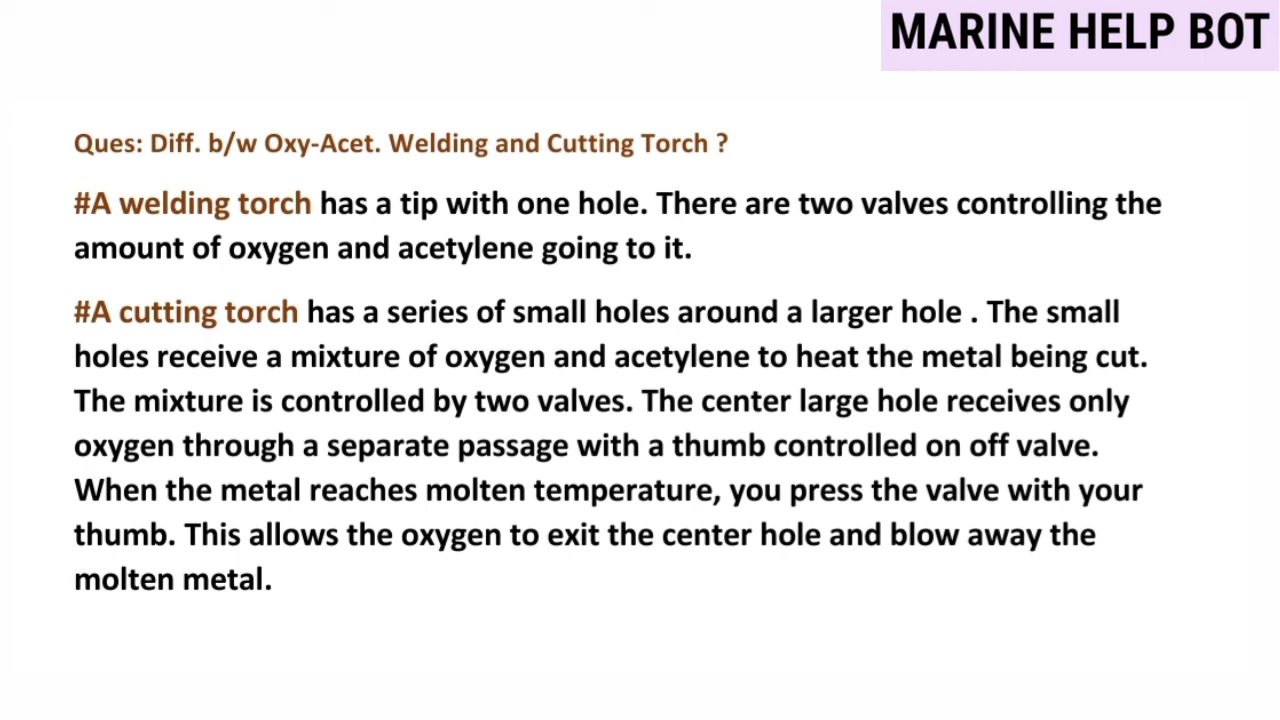 MARINE HELP BOT
Ques: Diff. b/w Oxy-Acet. Welding and Cutting Torch ?
#A welding torch has a tip with one hole. There are two valves controlling the
amount of oxygen and acetylene going to it.
#A cutting torch has a series of small holes around a larger hole . The small
holes receive a mixture of oxygen and acetylene to heat the metal being cut.
The mixture is controlled by two valves. The center large hole receives only
oxygen through a separate passage with a thumb controlled on off valve.
When the metal reaches molten temperature, you press the valve with your
thumb. This allows the oxygen to exit the center hole and blow away the
molten metal.